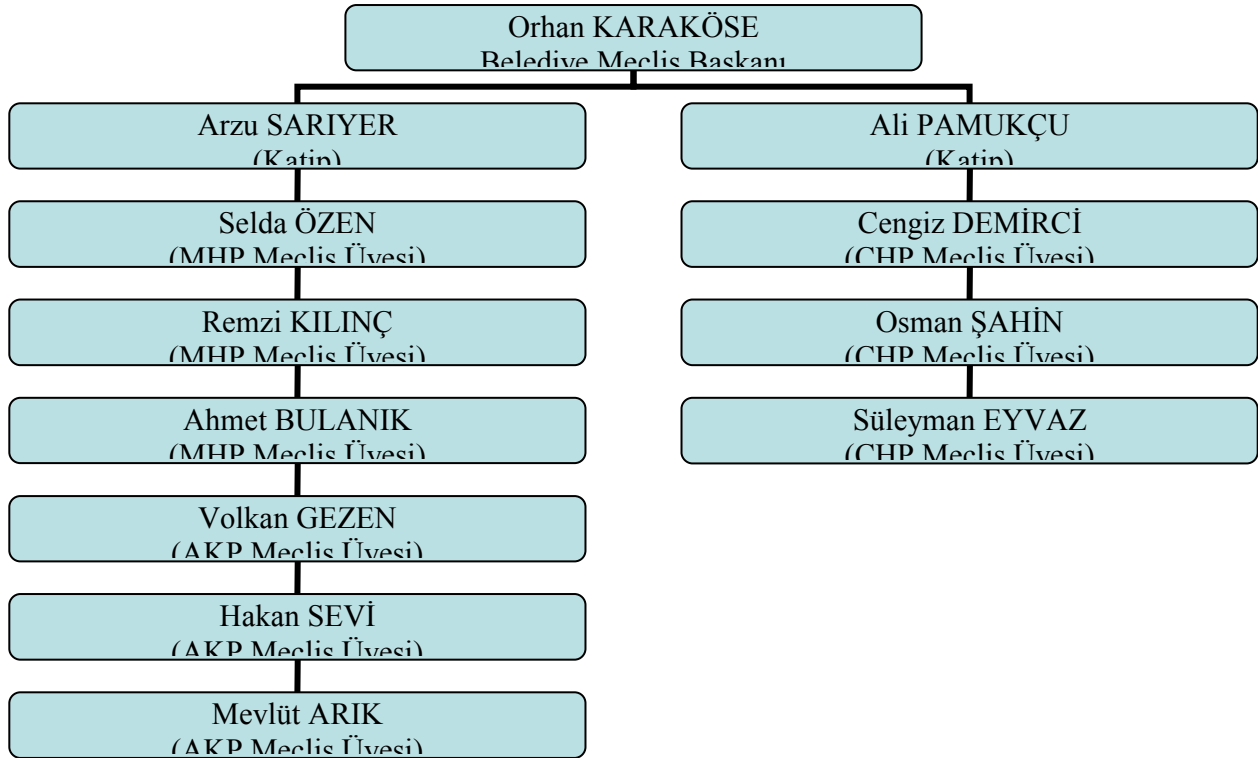 Orhan KARAKÖSE
Belediye Meclis Başkanı
Arzu SARIYER
(Katip)
Selda ÖZEN
(MHP Meclis Üyesi)
Remzi KILINÇ
(MHP Meclis Üyesi)
Ahmet BULANIK
(MHP Meclis Üyesi)
Volkan GEZEN
(AKP Meclis Üyesi)
Hakan SEVİ
(AKP Meclis Üyesi)
Mevlüt ARIK
(AKP Meclis Üyesi)
Ali PAMUKÇU
(Katip)
Cengiz DEMİRCİ
(CHP Meclis Üyesi)
Osman ŞAHİN
(CHP Meclis Üyesi)
Süleyman EYVAZ
(CHP Meclis Üyesi)